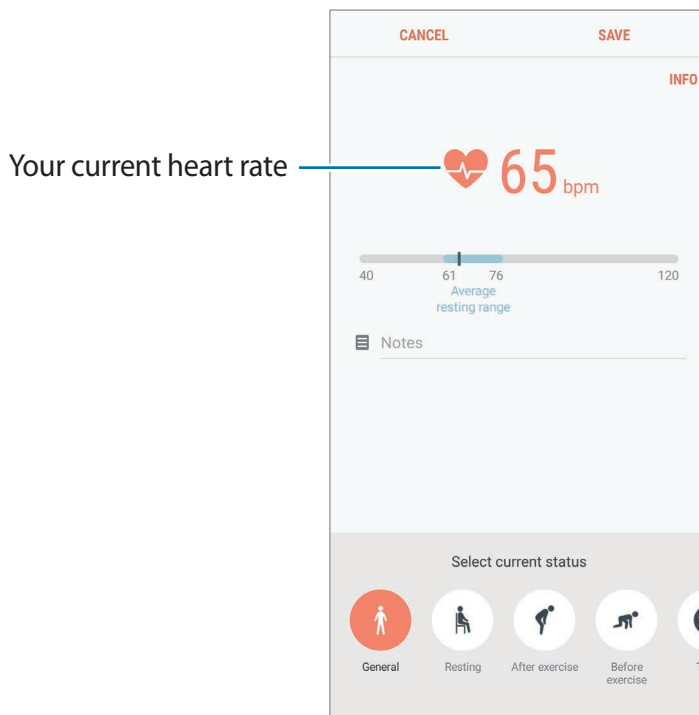 CANCEL SAVE
INFO
Your current heart rate
65 bpm
40 61 76 120
Average
resting range
Notes
Select current status
General Resting After exercise Before
exercise